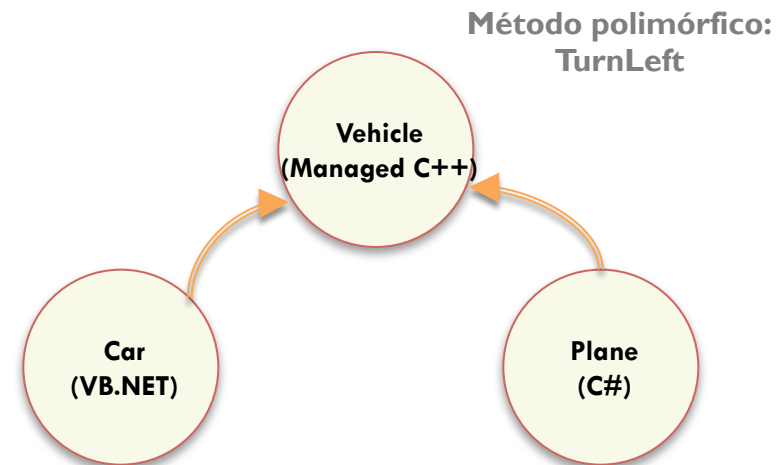 Método polimórfico:
TurnLeft
Vehicle
(Managed C++)
Car
(VB.NET)
Plane
(C#)